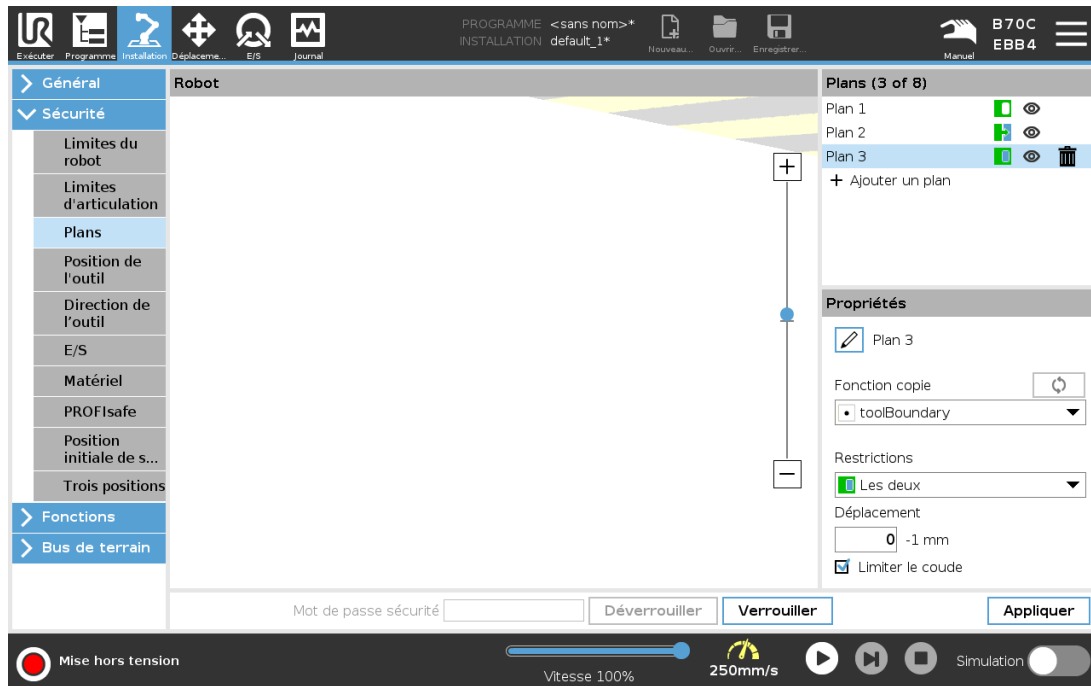 PROGRAMME <sans nom>*
INSTALLATION default_1*
Exécuter Programme Installation Déplaceme... E/S Journal
Nouveau... Ouvrir... Enregistrer...
Manuel
B70C
EBB4
Général
Sécurité
Limites du
robot
Limites
d'articulation
Plans
Position de
l'outil
Direction de
l’outil
E/S
Matériel
PROFIsafe
Position
initiale de s...
Trois positions
Fonctions
Bus de terrain
Robot
Plans (3 of 8)
Plan 1
Plan 2
Plan 3
+ Ajouter un plan
Propriétés
Plan 3
Fonction copie
toolBoundary
Restrictions
Les deux
Déplacement
0 -1 mm
Limiter le coude
Mot de passe sécurité
Déverrouiller
Verrouiller
Appliquer
Mise hors tension
Vitesse 100%
250mm/s
Simulation